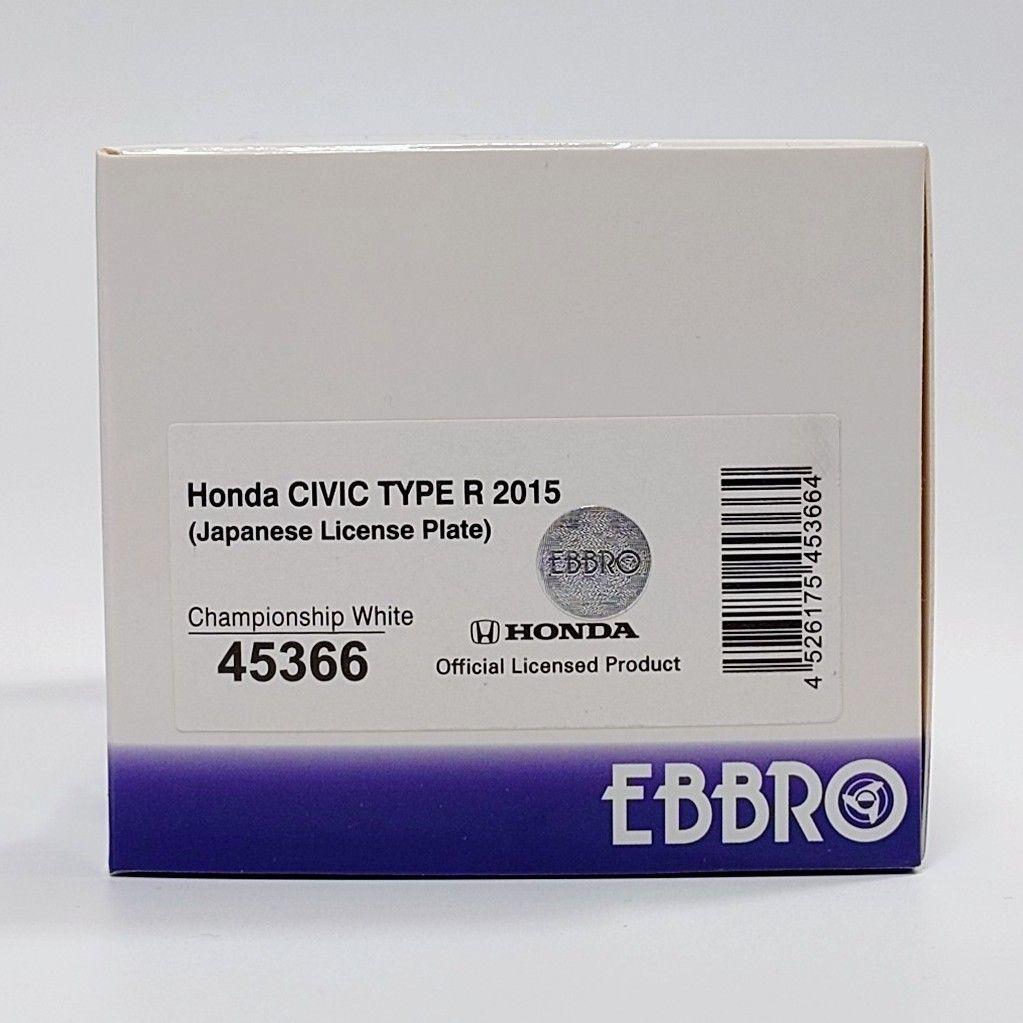 Honda CIVIC TYPE R 2015
(Japanese License Plate)
EBBRO
Championship White
45366
HONDA
Official Licensed Product
4 526175 453664
EBBRO